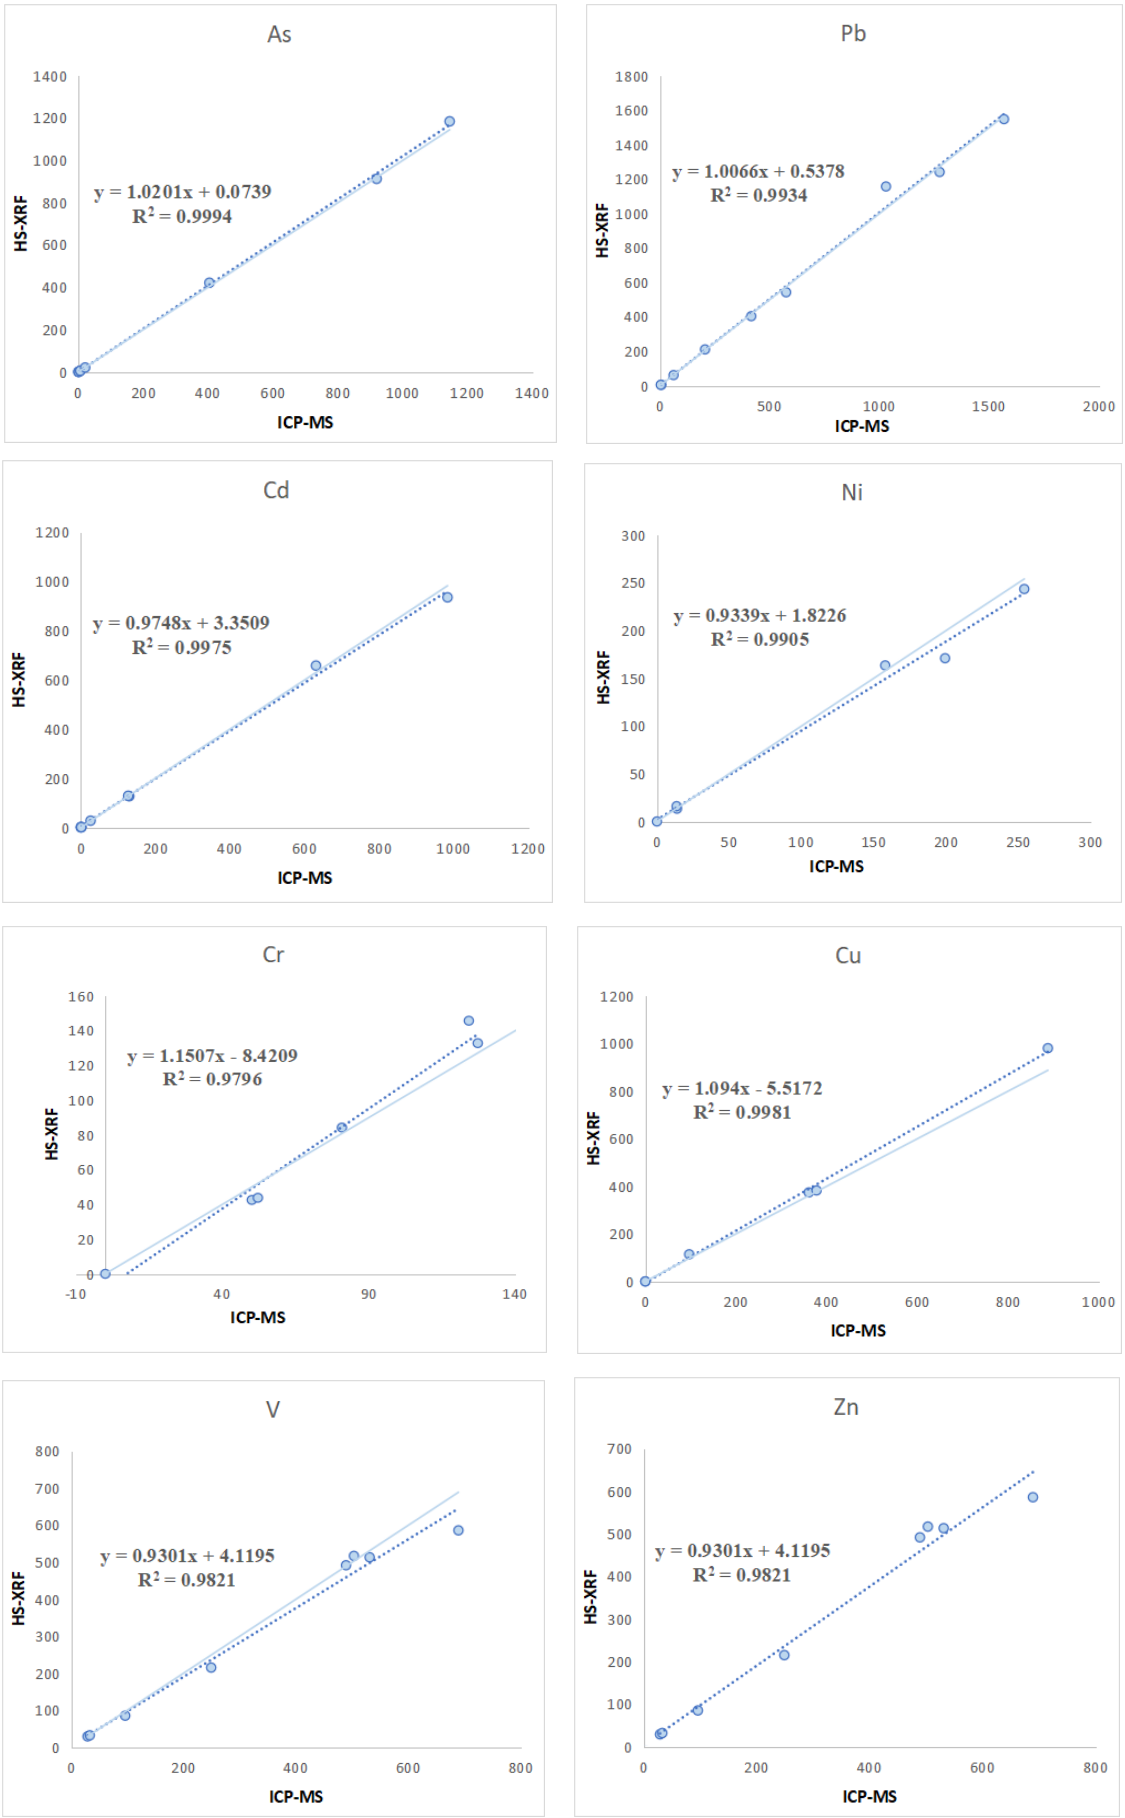 As
1400
1200
1000
800
600
400
200
0
y = 1.0201x + 0.0739
R² = 0.9994
HS-XRF
0 200 400 600 800 1000 1200 1400
ICP-MS
Pb
1800
1600
1400
1200
1000
800
600
400
200
0
y = 1.0066x + 0.5378
R² = 0.9934
HS-XRF
0 500 1000 1500 2000
ICP-MS
Cd
1200
1000
800
600
400
200
0
y = 0.9748x + 3.3509
R² = 0.9975
HS-XRF
0 200 400 600 800 1000 1200
ICP-MS
Ni
300
250
200
150
100
50
0
y = 0.9339x + 1.8226
R² = 0.9905
HS-XRF
0 50 100 150 200 250 300
ICP-MS
Cr
160
140
120
100
80
60
40
20
0
y = 1.1507x - 8.4209
R² = 0.9796
HS-XRF
-10 40 90 140
ICP-MS
Cu
1200
1000
800
600
400
200
0
y = 1.094x - 5.5172
R² = 0.9981
HS-XRF
0 200 400 600 800 1000
ICP-MS
V
800
700
600
500
400
300
200
100
0
y = 0.9301x + 4.1195
R² = 0.9821
HS-XRF
0 200 400 600 800
ICP-MS
Zn
700
600
500
400
300
200
100
0
y = 0.9301x + 4.1195
R² = 0.9821
HS-XRF
0 200 400 600 800
ICP-MS